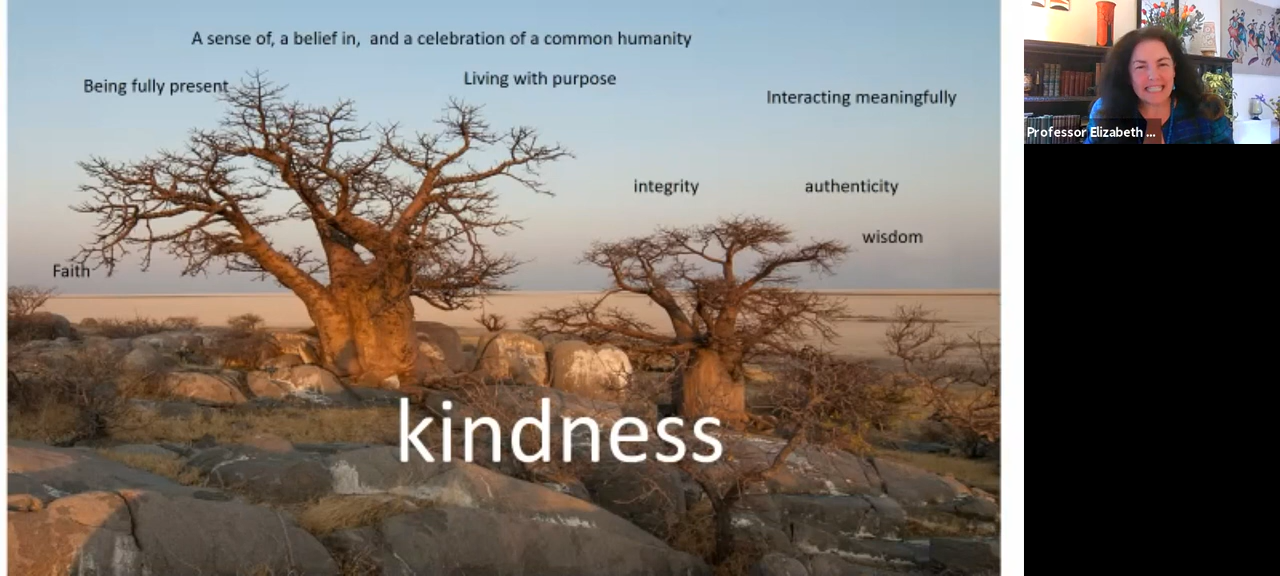 A sense of, a belief in,  and a celebration of a common humanity
Being fully present
Living with purpose
Interacting meaningfully
integrity
authenticity
wisdom
Faith
kindness
Professor Elizabeth ...